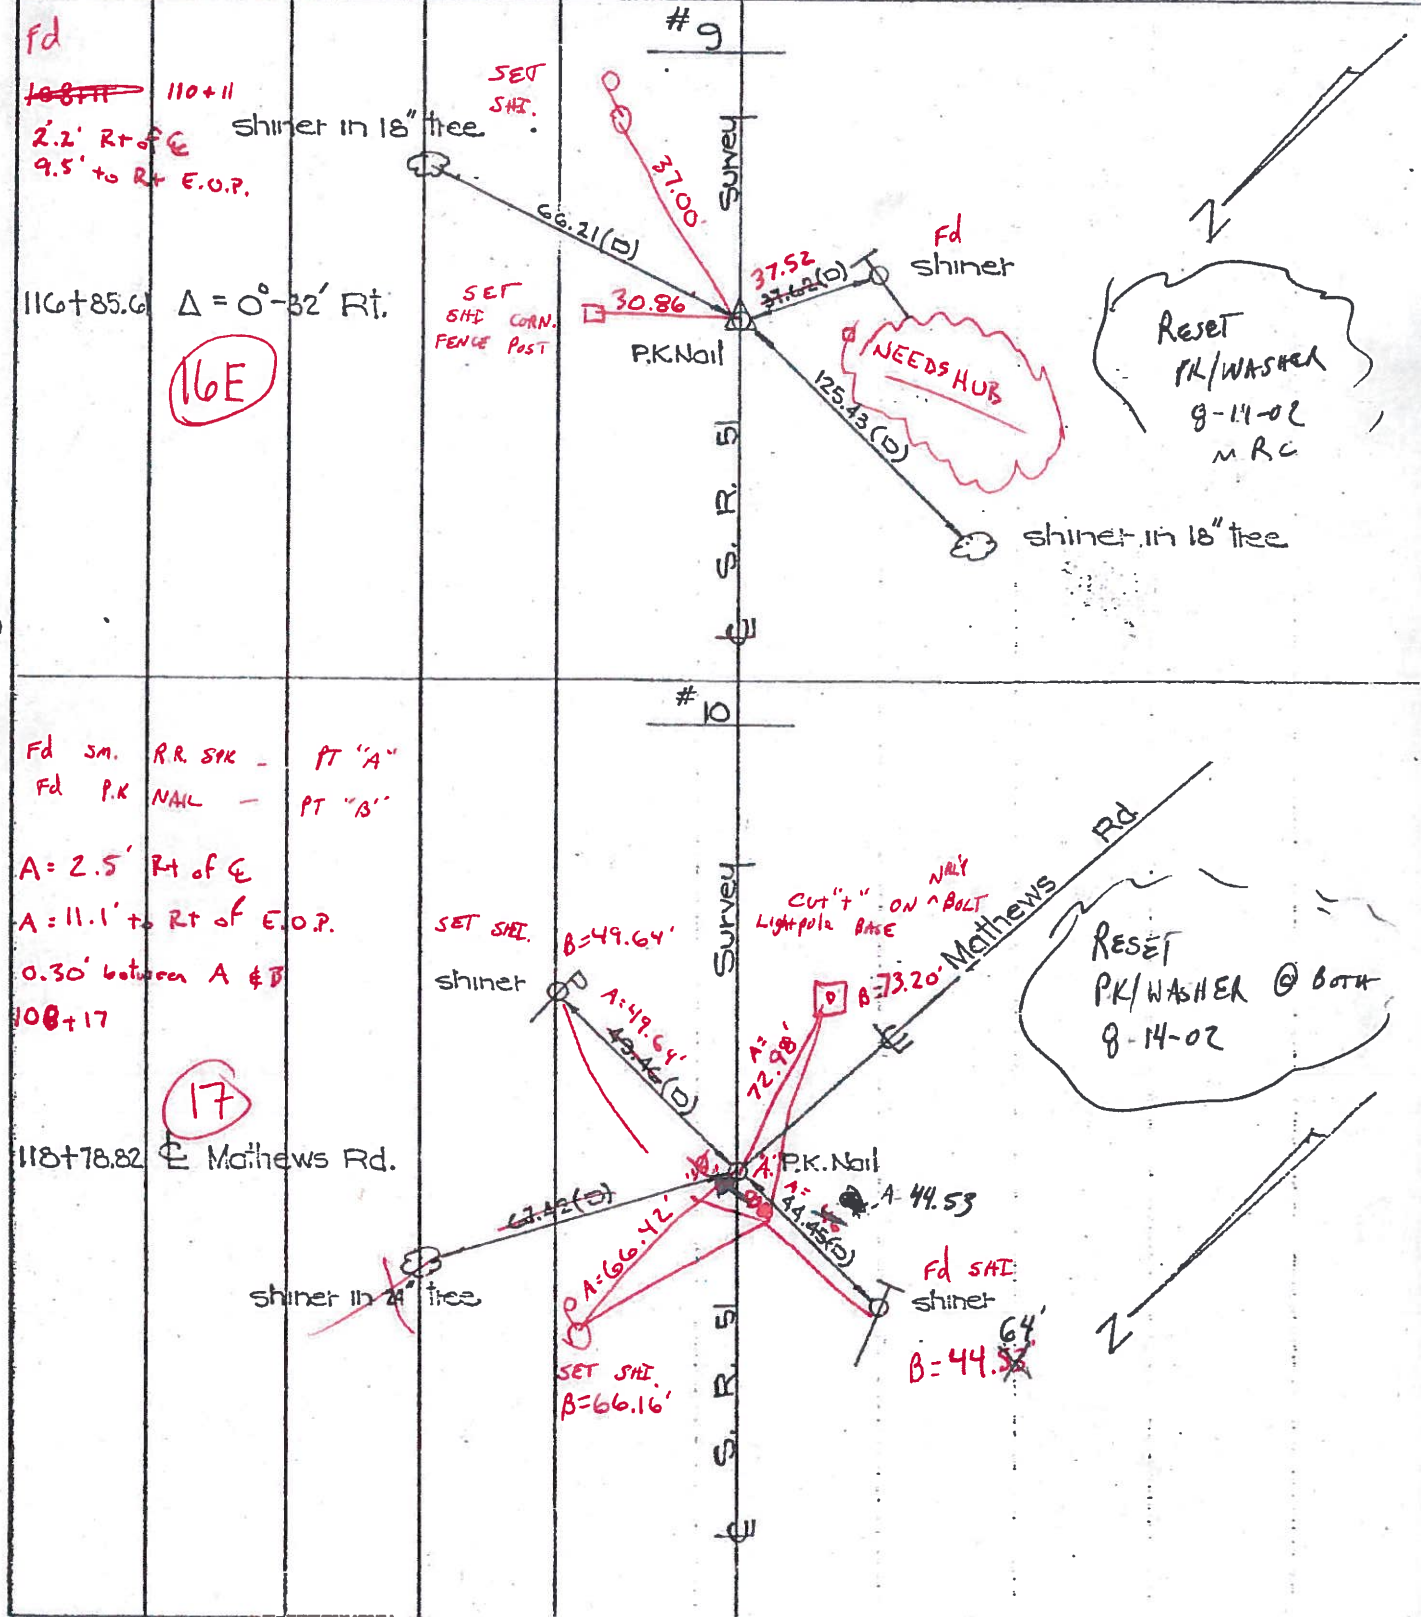 #9
Fd
108+11 110+11
2.2' Rt of ℄
9.5' to Rt E.O.P.
shiner in 18" tree
SET
SHI.
37.00'
66.21(D)
Survey
Fd
shiner
37.52
37.62(D)
116+85.61 Δ = 0°-32' Rt.
16E
SET
SHI CORN.
FENCE POST
30.86'
P.K.Nail
NEEDS HUB
125.43(D)
shiner in 18" tree
S. R. 51
℄
N
RESET
PK/WASHER
8-14-02
MRC
#10
Fd SM. R.R. SPK - PT "A"
Fd P.K NAIL - PT "B"
A = 2.5' Rt of ℄
A = 11.1' to Rt of E.O.P.
0.30' between A & B
108+17
17
118+78.82 ℄ Mathews Rd.
SET SHI.
shiner
B=49.64'
A=49.64'
49.46(D)
Survey
NRLY
CUT "+" ON ^ BOLT
Lightpole BASE
D
B=73.20'
A=72.98'
℄ Mathews Rd
RESET
PK/WASHER @ BOTH
8-14-02
"A"
P.K. Nail
B
A=
A-44.53
44.45(D)
67.42(D)
shiner in 24" tree
A=66.42'
SET SHI.
B=66.16'
Fd SHI
shiner
64'
B=44.53'
S. R. 51
℄
N